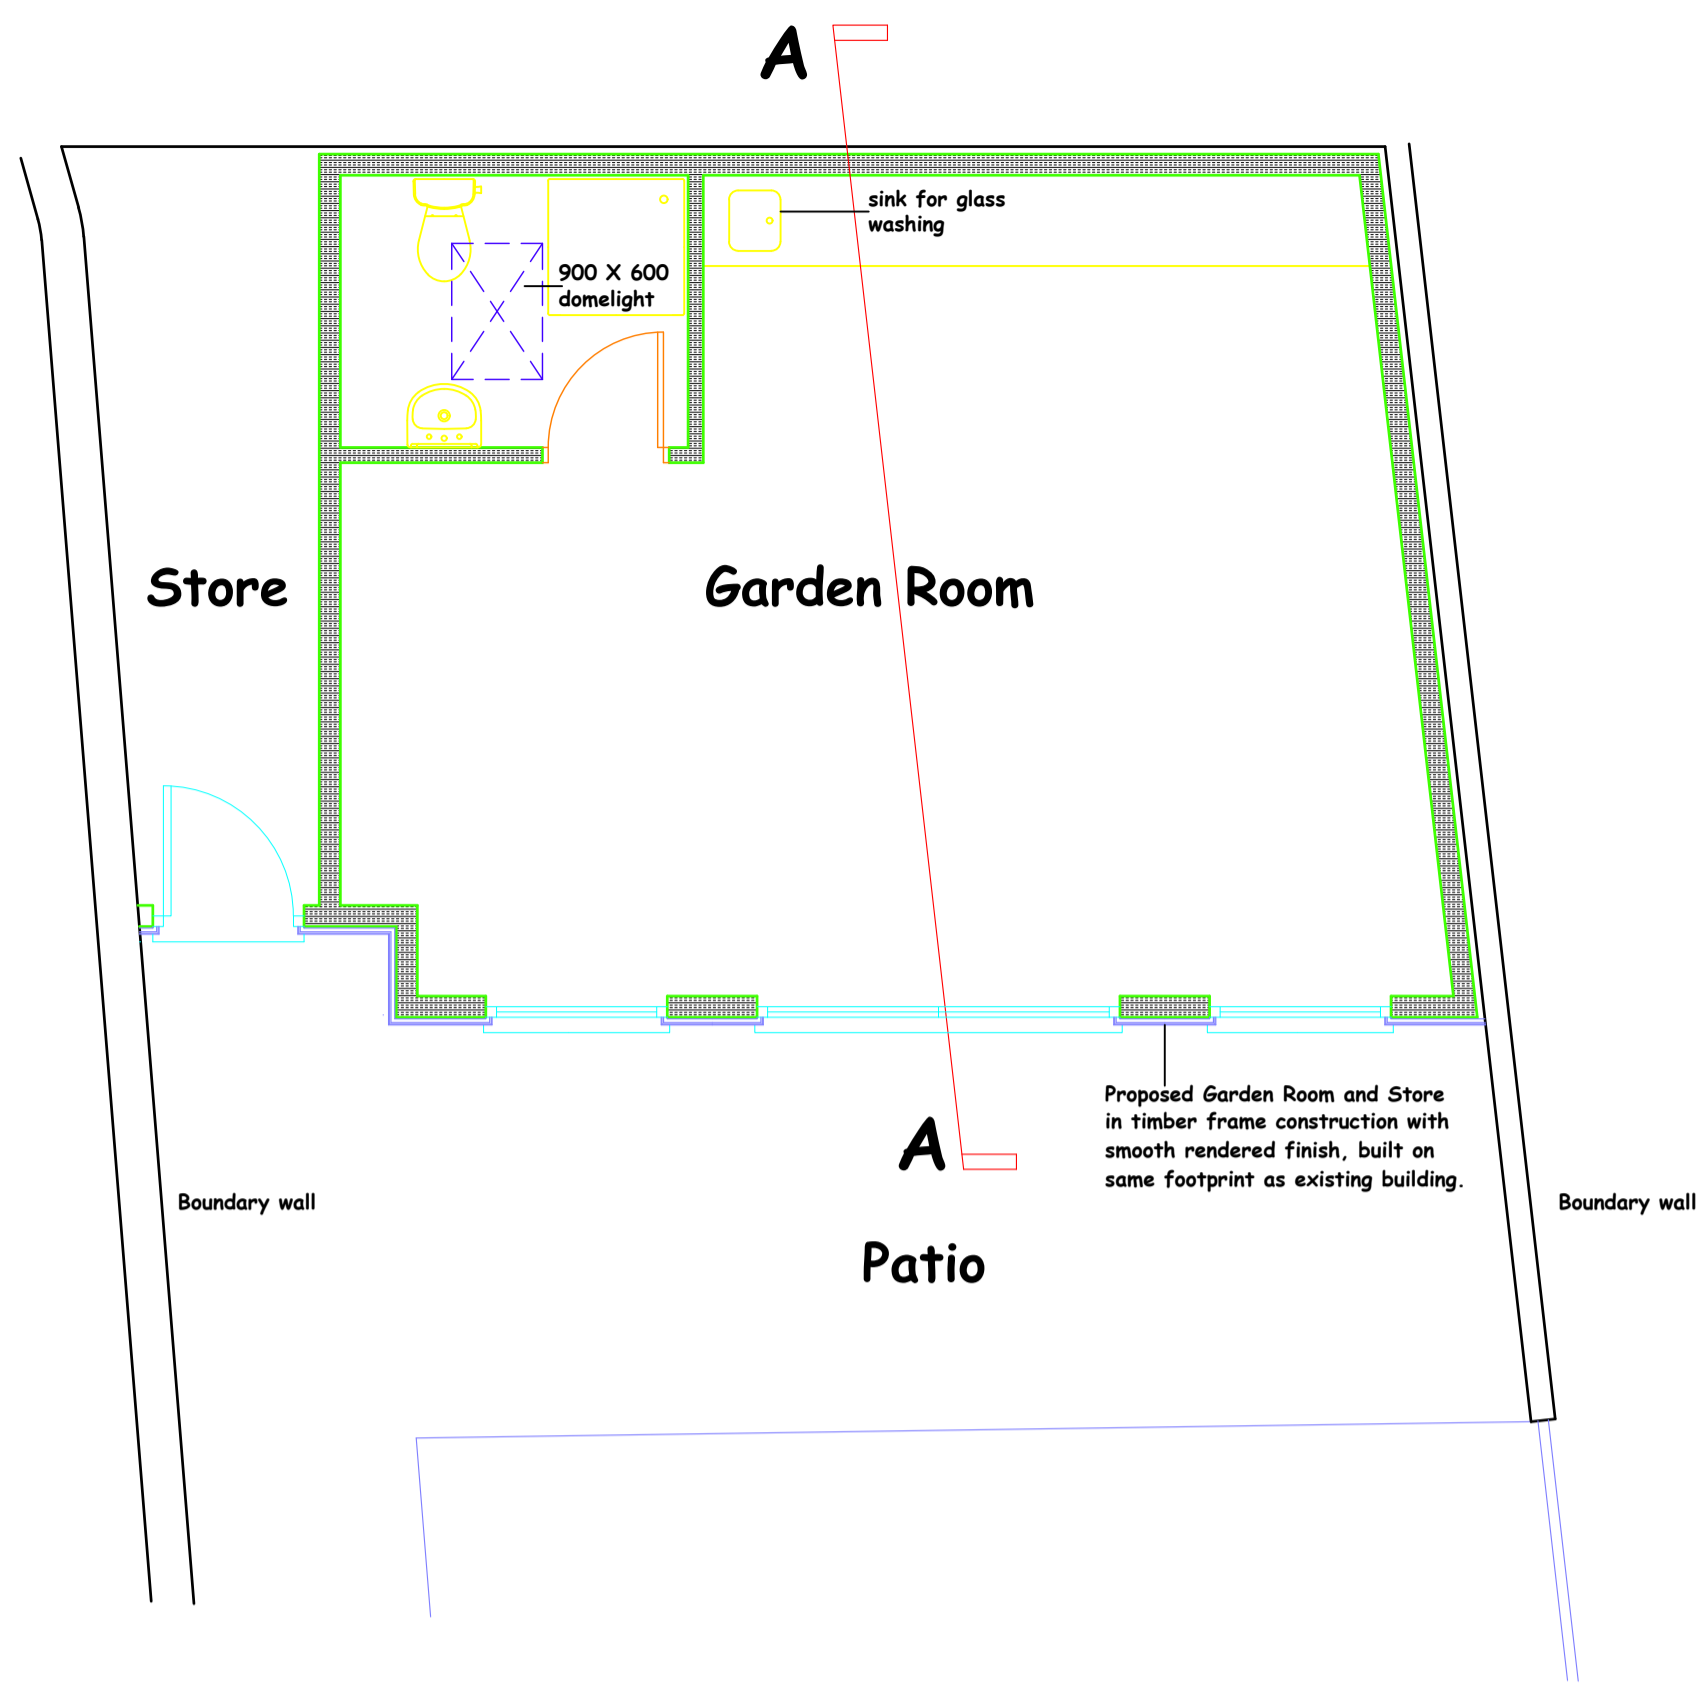 A
sink for glass
washing
900 X 600
domelight
Store
Garden Room
Proposed Garden Room and Store
in timber frame construction with
smooth rendered finish, built on
same footprint as existing building.
A
Boundary wall
Boundary wall
Patio